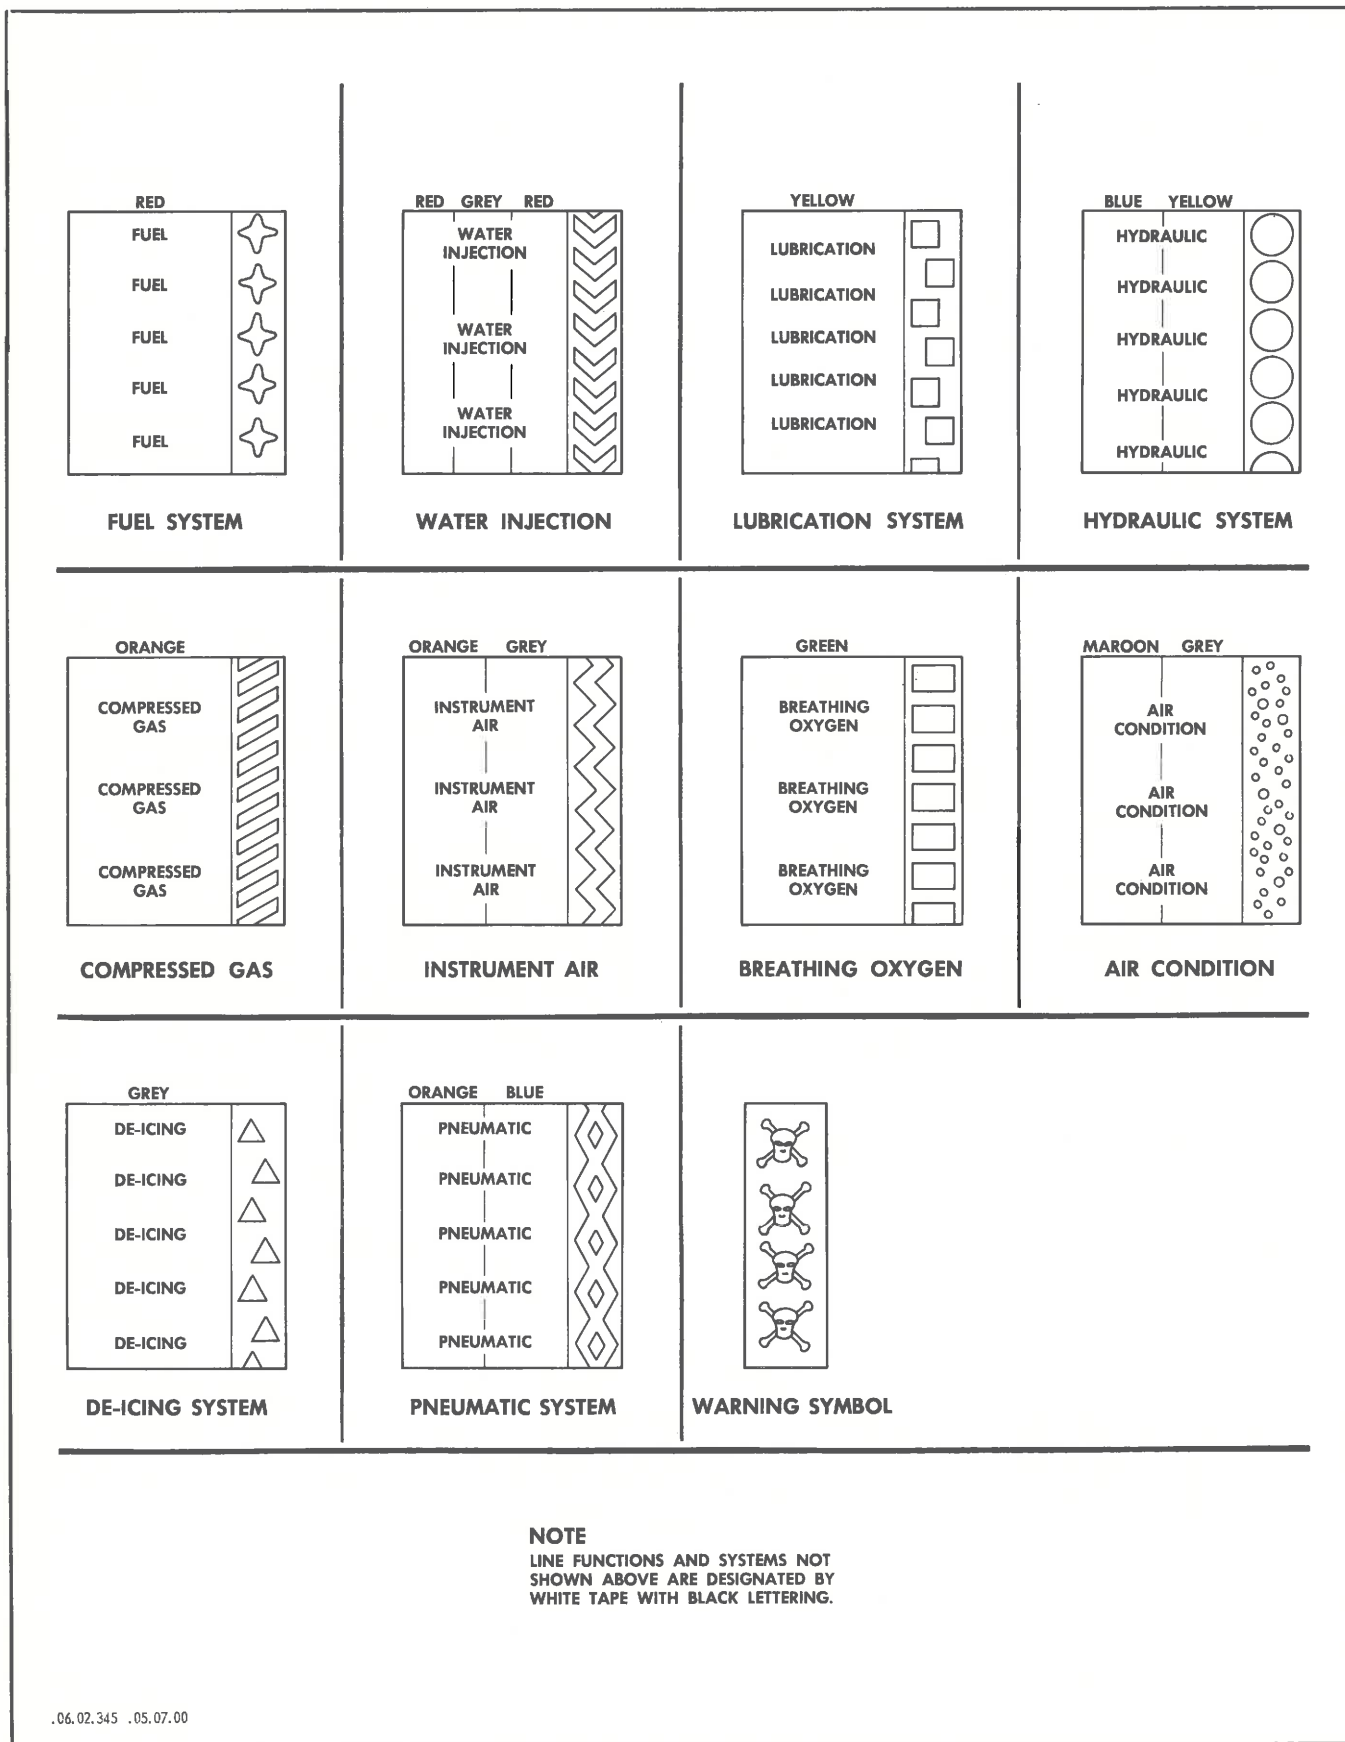 RED
FUEL
FUEL
FUEL
FUEL
FUEL
FUEL SYSTEM
RED GREY RED
WATER
INJECTION
WATER
INJECTION
WATER
INJECTION
WATER INJECTION
YELLOW
LUBRICATION
LUBRICATION
LUBRICATION
LUBRICATION
LUBRICATION
LUBRICATION SYSTEM
BLUE YELLOW
HYDRAULIC
HYDRAULIC
HYDRAULIC
HYDRAULIC
HYDRAULIC
HYDRAULIC SYSTEM
ORANGE
COMPRESSED
GAS
COMPRESSED
GAS
COMPRESSED
GAS
COMPRESSED GAS
ORANGE GREY
INSTRUMENT
AIR
INSTRUMENT
AIR
INSTRUMENT
AIR
INSTRUMENT AIR
GREEN
BREATHING
OXYGEN
BREATHING
OXYGEN
BREATHING
OXYGEN
BREATHING OXYGEN
MAROON GREY
AIR
CONDITION
AIR
CONDITION
AIR
CONDITION
AIR CONDITION
GREY
DE-ICING
DE-ICING
DE-ICING
DE-ICING
DE-ICING
DE-ICING SYSTEM
ORANGE BLUE
PNEUMATIC
PNEUMATIC
PNEUMATIC
PNEUMATIC
PNEUMATIC
PNEUMATIC SYSTEM
WARNING SYMBOL
NOTE
LINE FUNCTIONS AND SYSTEMS NOT
SHOWN ABOVE ARE DESIGNATED BY
WHITE TAPE WITH BLACK LETTERING.
.06.02.345 .05.07.00